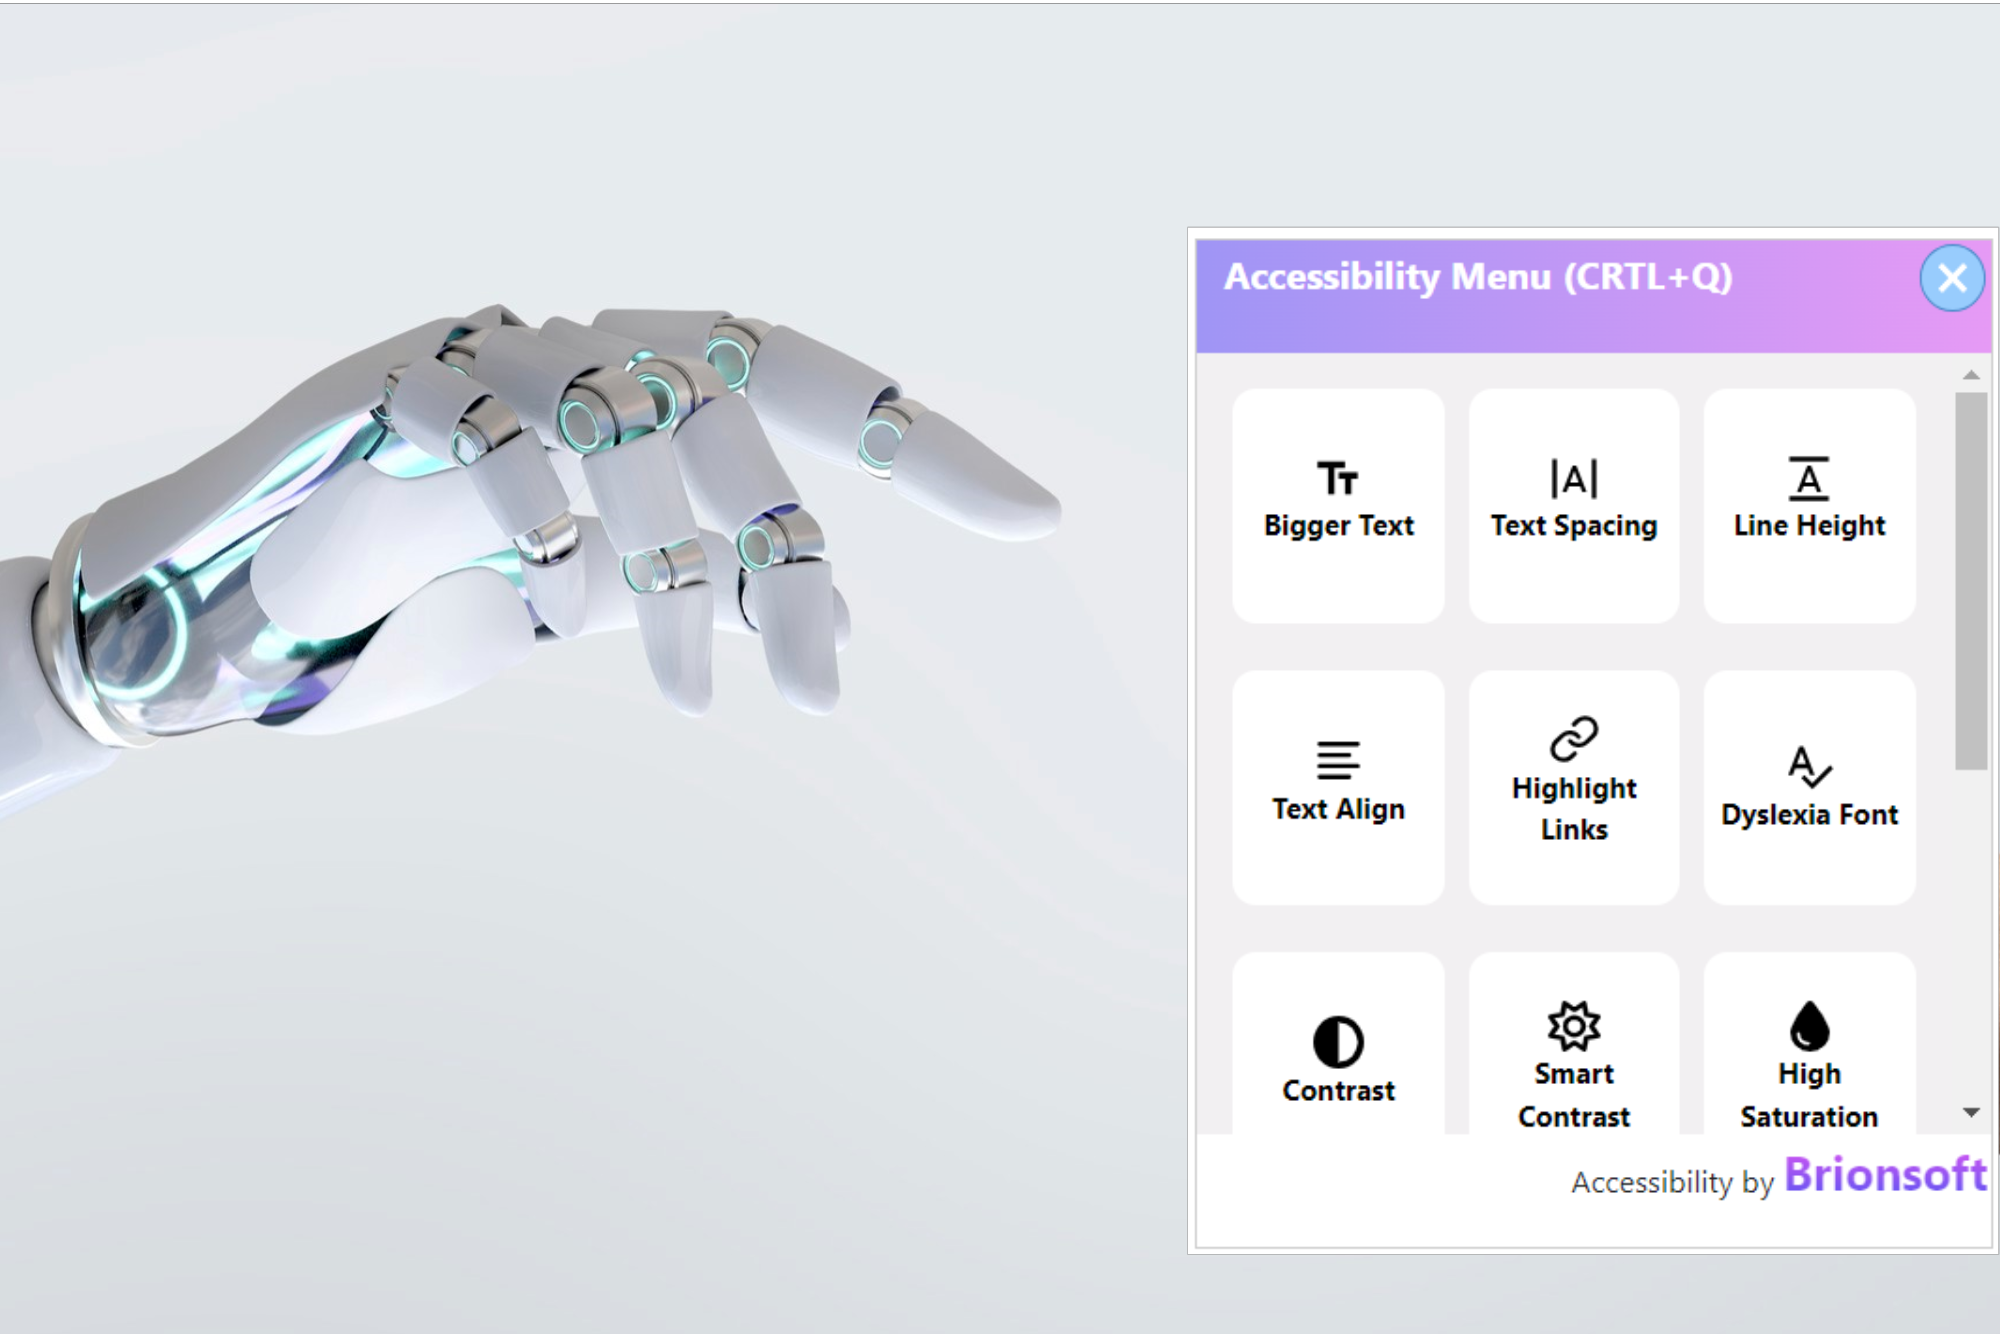 Accessibility Menu (CRTL+Q)
Bigger Text
Text Spacing
Line Height
Text Align
Highlight
Links
Dyslexia Font
Contrast
Smart
Contrast
High
Saturation
Accessibility by Brionsoft